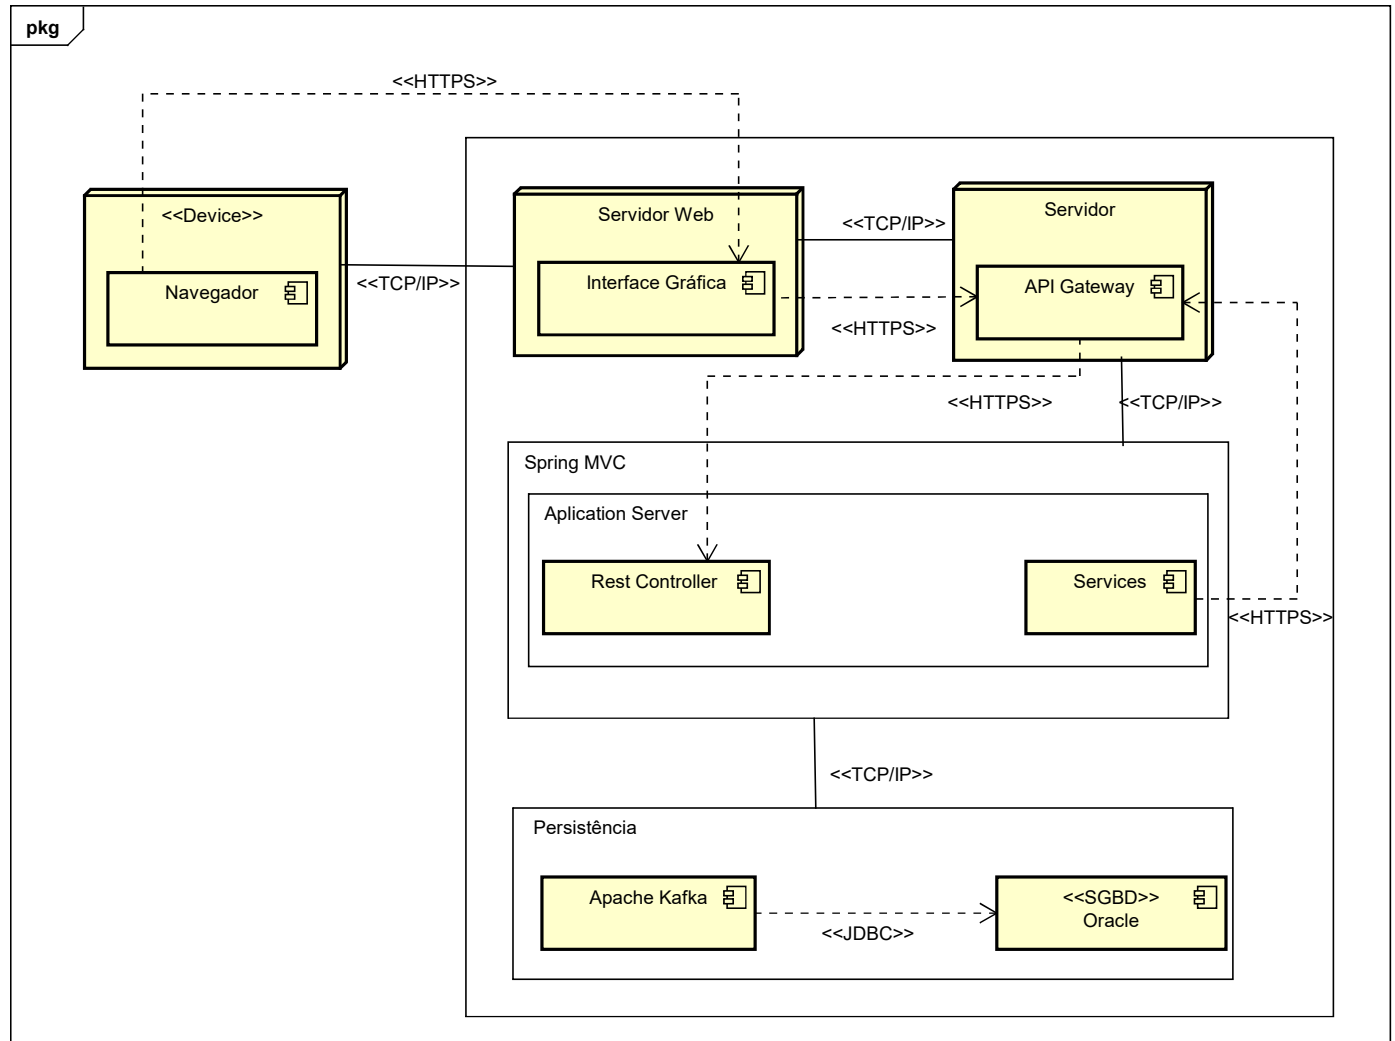 pkg
<<HTTPS>>
<<Device>>
Navegador
<<TCP/IP>>
Servidor Web
Interface Gráfica
<<TCP/IP>>
<<HTTPS>>
Servidor
API Gateway
<<HTTPS>>
<<TCP/IP>>
Spring MVC
Aplication Server
Rest Controller
Services
<<HTTPS>>
<<TCP/IP>>
Persistência
Apache Kafka
<<JDBC>>
<<SGBD>>
Oracle